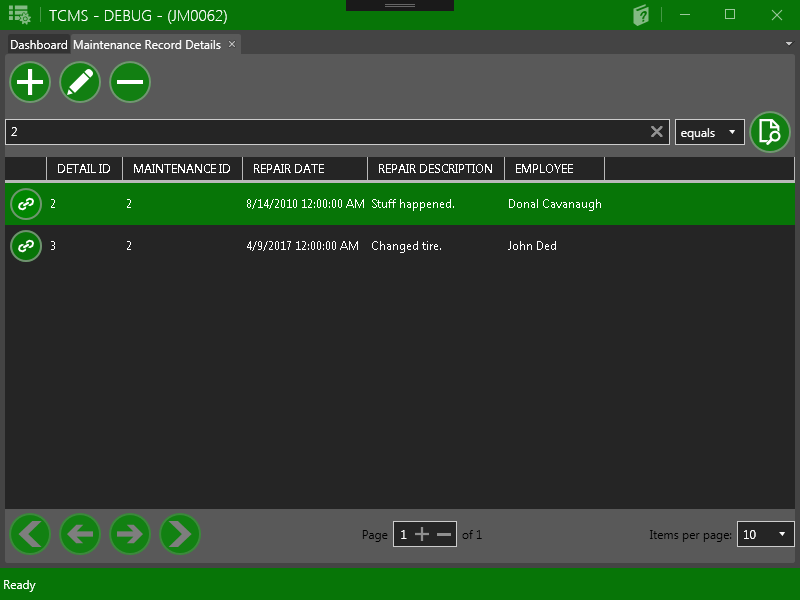 TCMS - DEBUG - (JM0062)
Dashboard Maintenance Record Details
2 equals
DETAIL ID MAINTENANCE ID REPAIR DATE REPAIR DESCRIPTION EMPLOYEE
2 2 8/14/2010 12:00:00 AM Stuff happened. Donal Cavanaugh
3 2 4/9/2017 12:00:00 AM Changed tire. John Ded
Page 1 of 1 Items per page: 10
Ready